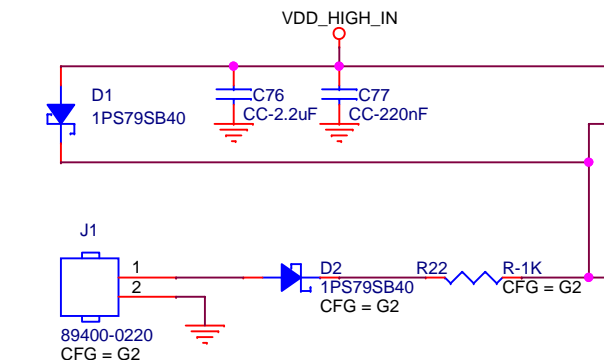 VDD_HIGH_IN
D1
1PS79SB40
C76
CC-2.2uF
C77
CC-220nF
J1
1
2
89400-0220
CFG = G2
D2
1PS79SB40
CFG = G2
R22
R-1K
CFG = G2